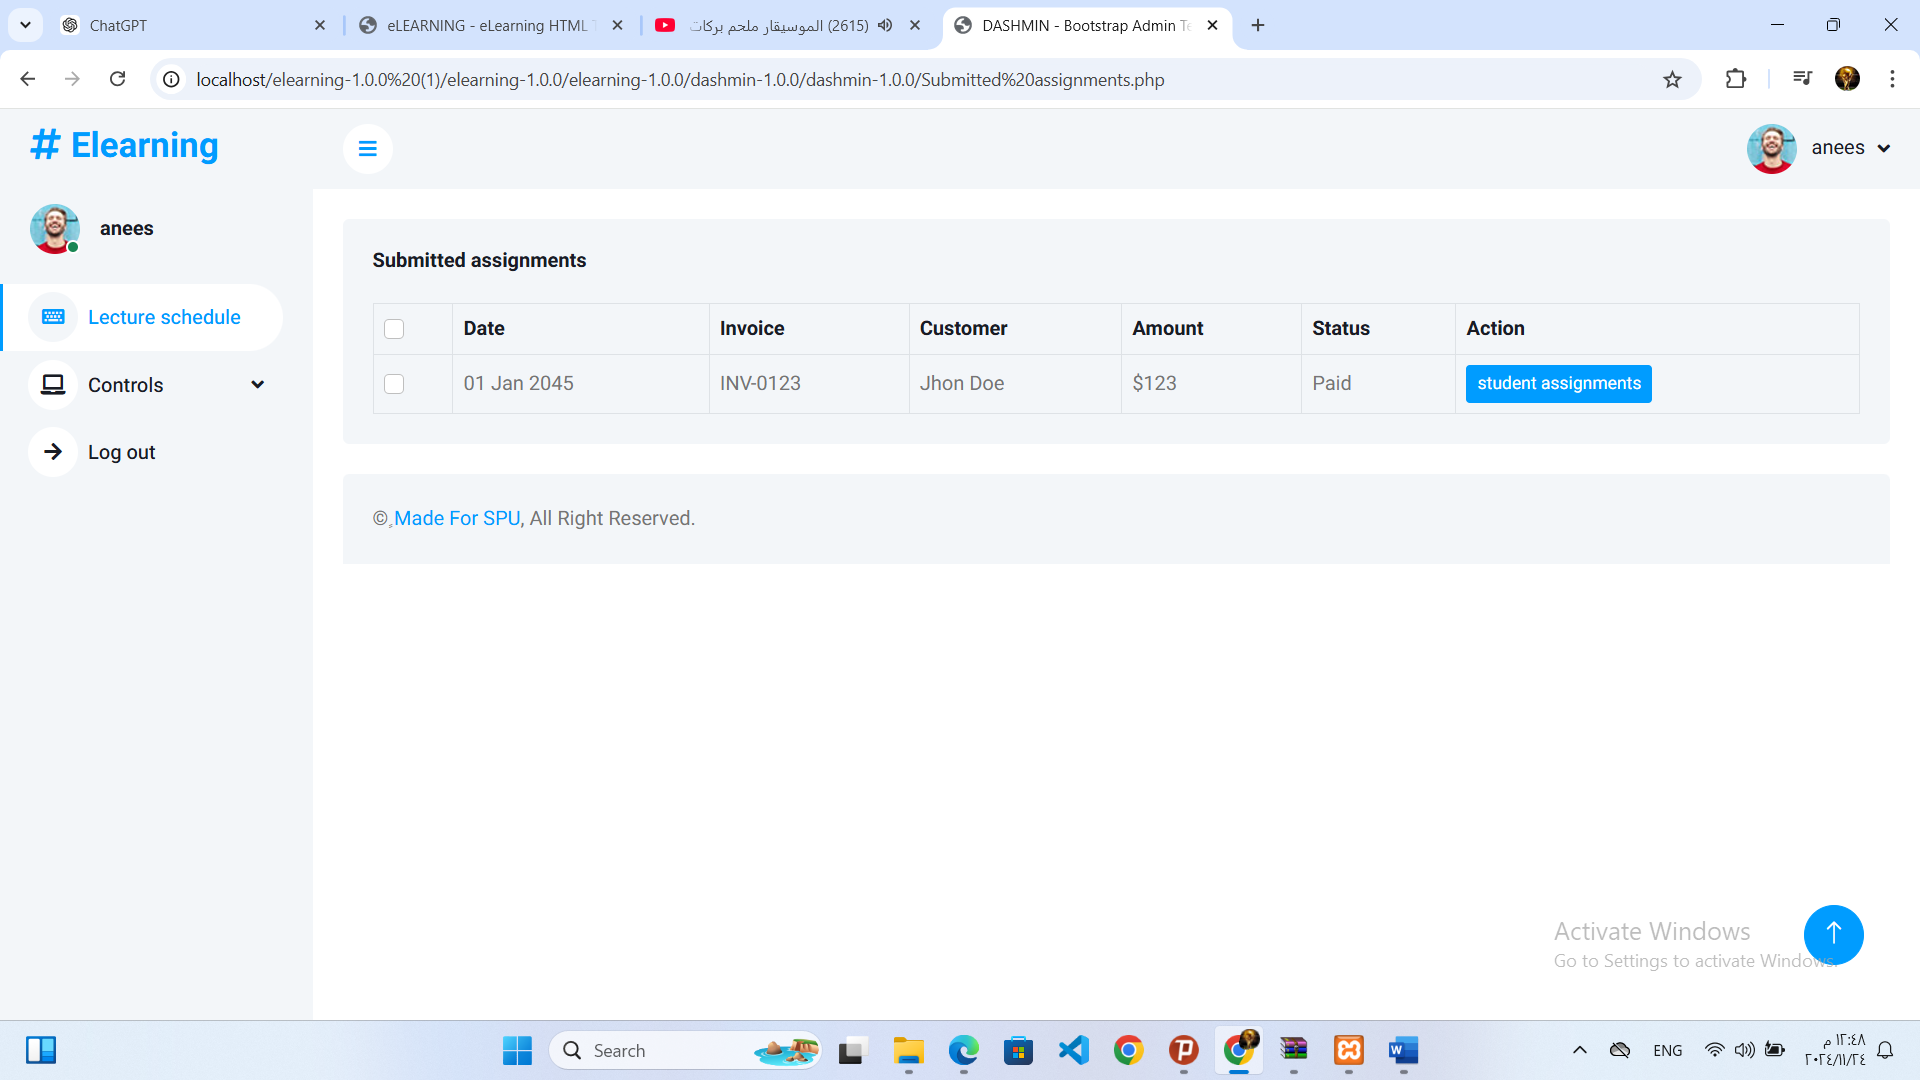 ChatGPT
eLEARNING - eLearning HTML T
(2615) الموسيقار ملحم بركات
DASHMIN - Bootstrap Admin Te
localhost/elearning-1.0.0%20(1)/elearning-1.0.0/elearning-1.0.0/dashmin-1.0.0/dashmin-1.0.0/Submitted%20assignments.php
# Elearning
anees
anees
Lecture schedule
Controls
Log out
Submitted assignments
Date Invoice Customer Amount Status Action
01 Jan 2045 INV-0123 Jhon Doe $123 Paid student assignments
© Made For SPU, All Right Reserved.
Activate Windows
Go to Settings to activate Windows.
Search
ENG
١٢:٤٨ م
٢٠٢٤/١١/٢٤